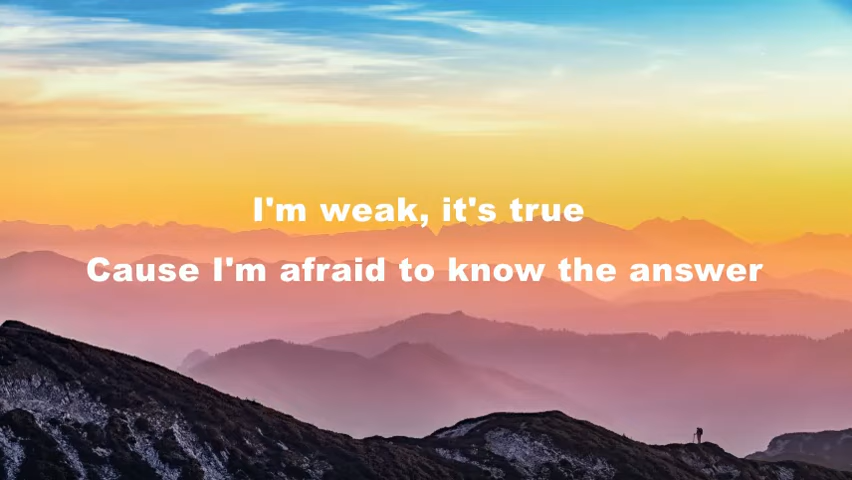 I'm weak, it's true
Cause I'm afraid to know the answer